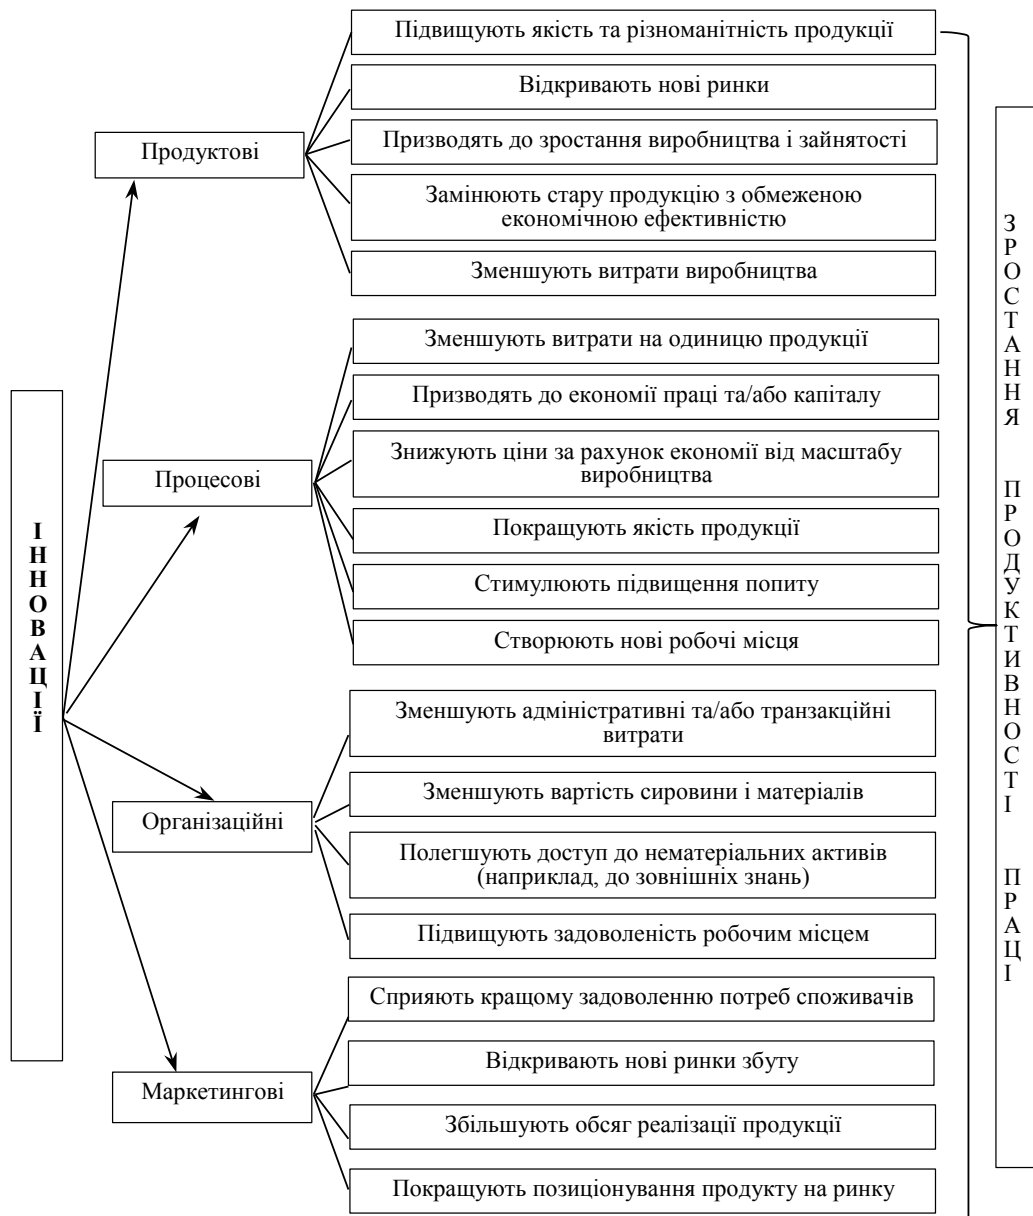 ІННОВАЦІЇ
Продуктові
Підвищують якість та різноманітність продукції
Відкривають нові ринки
Призводять до зростання виробництва і зайнятості
Замінюють стару продукцію з обмеженою
економічною ефективністю
Зменшують витрати виробництва
Процесові
Зменшують витрати на одиницю продукції
Призводять до економії праці та/або капіталу
Знижують ціни за рахунок економії від масштабу
виробництва
Покращують якість продукції
Стимулюють підвищення попиту
Створюють нові робочі місця
Організаційні
Зменшують адміністративні та/або транзакційні
витрати
Зменшують вартість сировини і матеріалів
Полегшують доступ до нематеріальних активів
(наприклад, до зовнішніх знань)
Підвищують задоволеність робочим місцем
Маркетингові
Сприяють кращому задоволенню потреб споживачів
Відкривають нові ринки збуту
Збільшують обсяг реалізації продукції
Покращують позиціонування продукту на ринку
ЗРОСТАННЯ ПРОДУКТИВНОСТІ ПРАЦІ